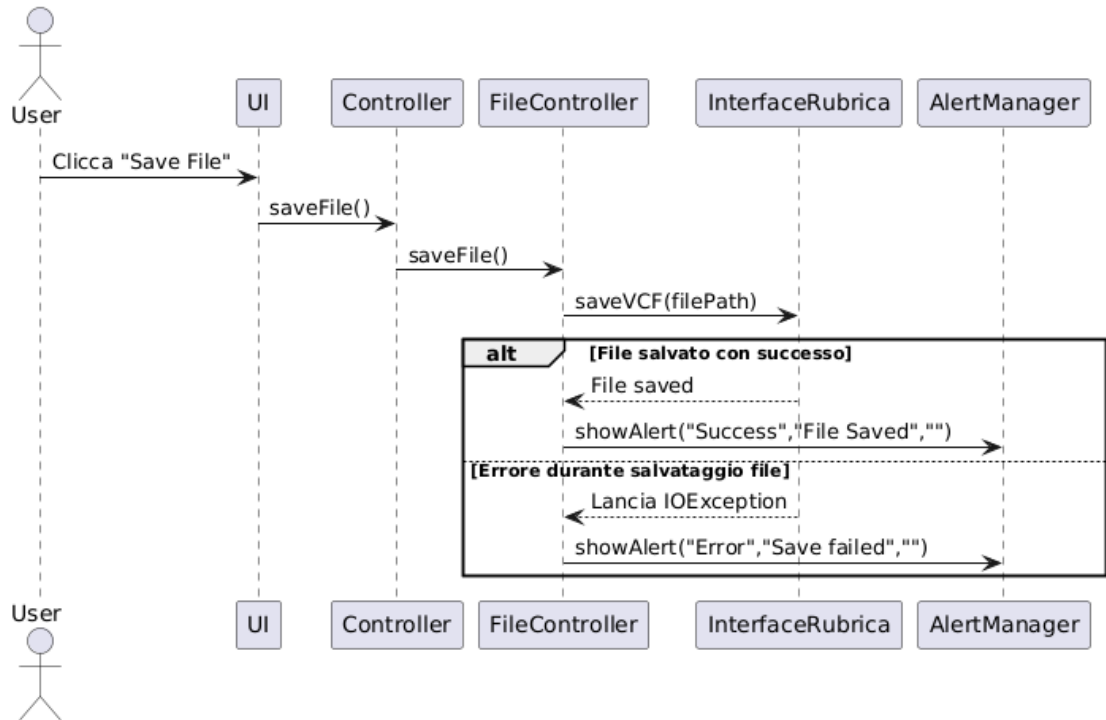 User
UI
Controller
FileController
InterfaceRubrica
AlertManager
Clicca "Save File"
saveFile()
saveFile()
saveVCF(filePath)
alt
[File salvato con successo]
File saved
showAlert("Success","File Saved","")
[Errore durante salvataggio file]
Lancia IOException
showAlert("Error","Save failed","")
User
UI
Controller
FileController
InterfaceRubrica
AlertManager